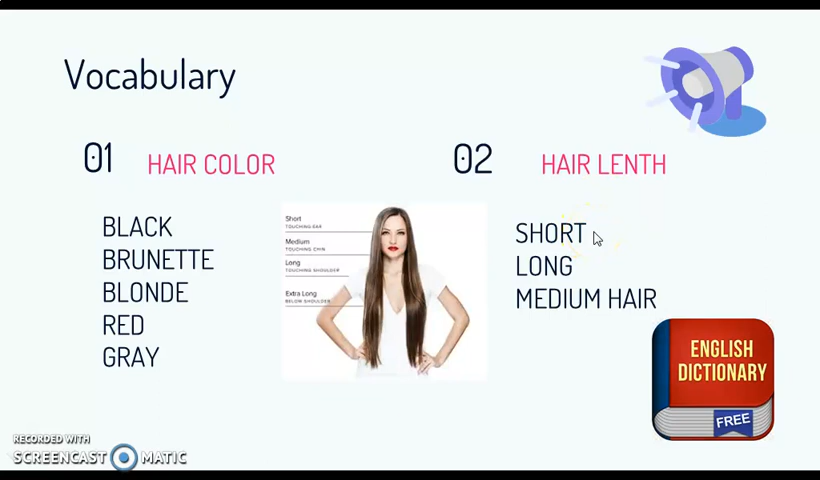 Vocabulary
01 HAIR COLOR
BLACK
BRUNETTE
BLONDE
RED
GRAY
Short
TOUCHING EAR
Medium
TOUCHING CHIN
Long
TOUCHING SHOULDER
Extra Long
BELOW SHOULDER
02 HAIR LENTH
SHORT
LONG
MEDIUM HAIR
ENGLISH
DICTIONARY
FREE
RECORDED WITH
SCREENCAST MATIC